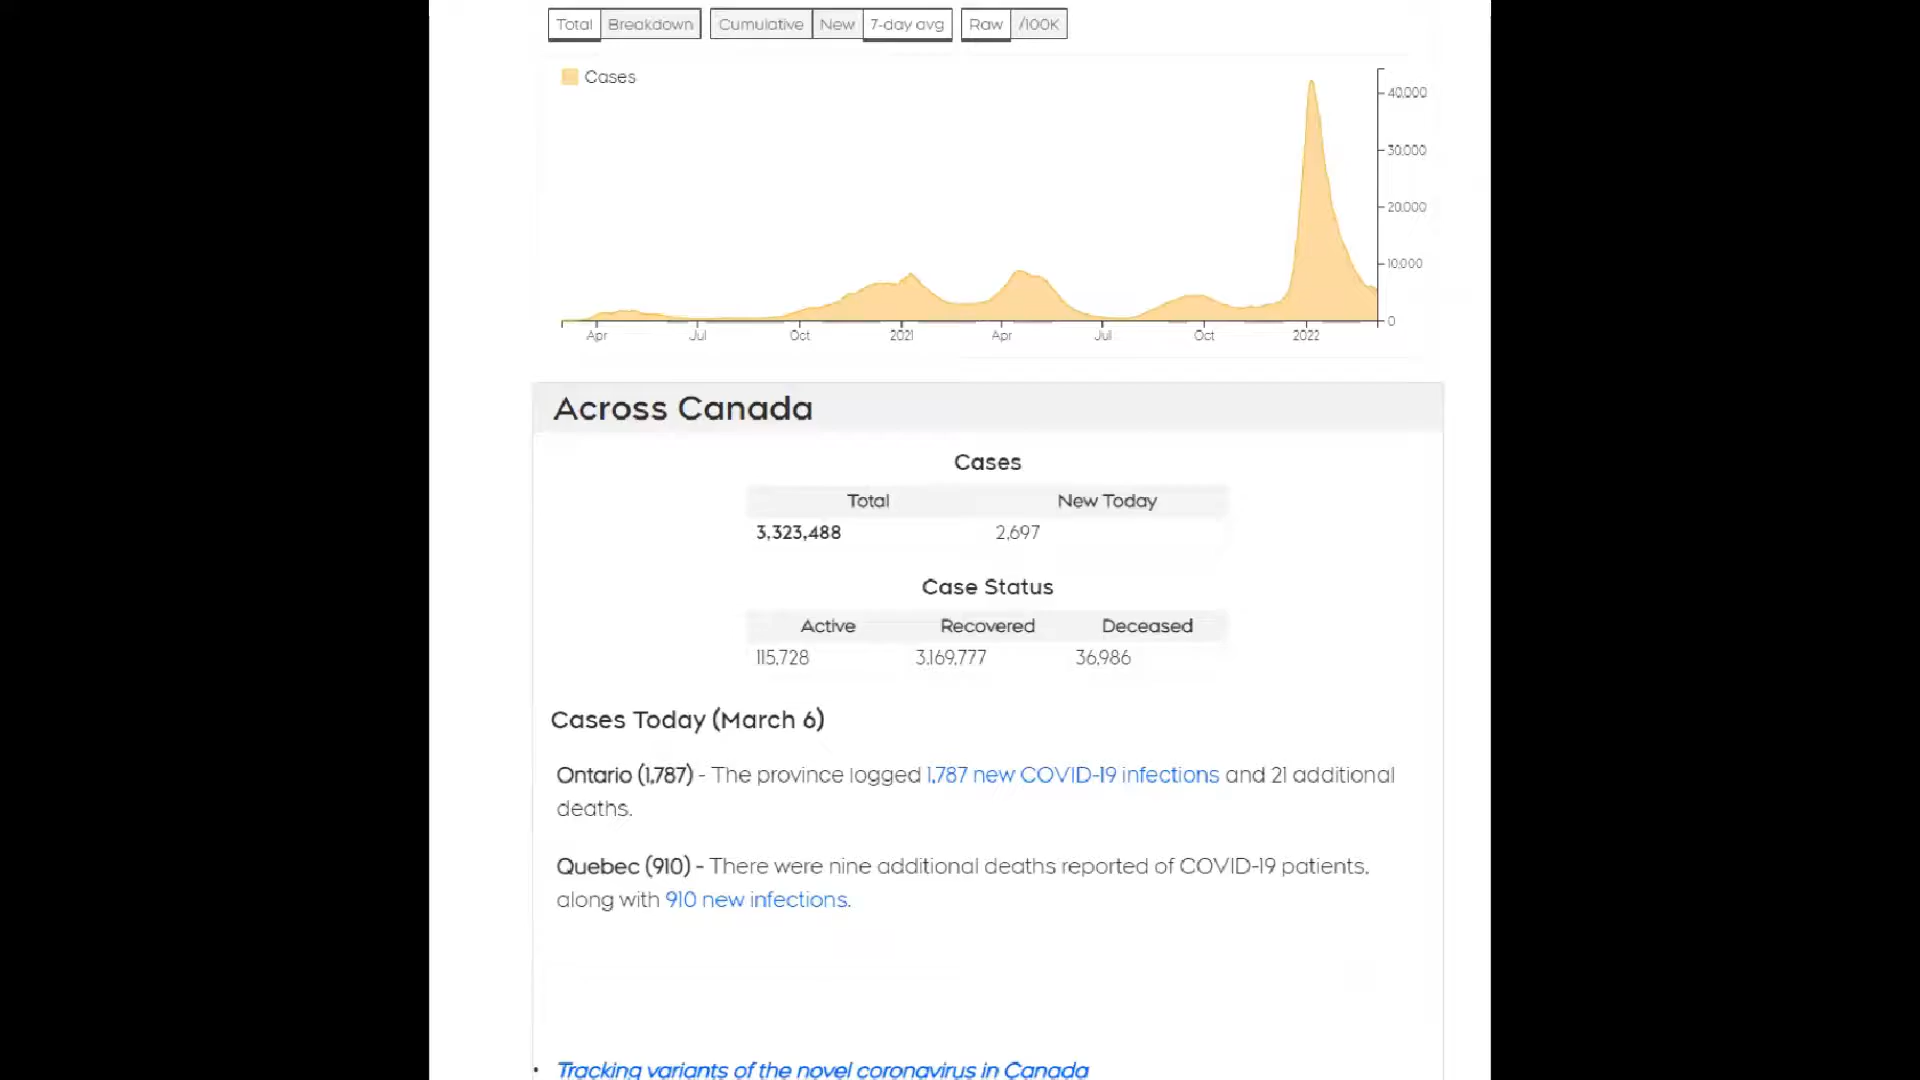 Total Breakdown Cumulative New 7-day avg Raw /100K
Cases
40,000
30,000
20,000
10,000
0
Apr Jul Oct 2021 Apr Jul Oct 2022
Across Canada
Cases
Total New Today
3,323,488 2,697
Case Status
Active Recovered Deceased
115,728 3,169,777 36,986
Cases Today (March 6)
Ontario (1,787) - The province logged 1,787 new COVID-19 infections and 21 additional
deaths.
Quebec (910) - There were nine additional deaths reported of COVID-19 patients,
along with 910 new infections.
• Tracking variants of the novel coronavirus in Canada